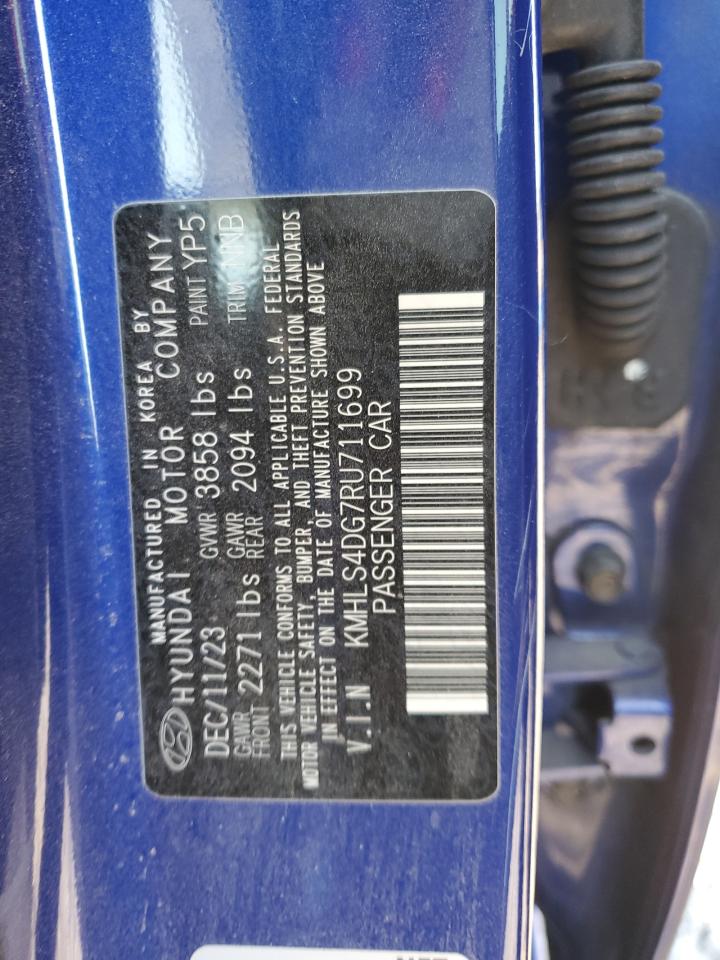 MANUFACTURED IN KOREA BY
HYUNDAI MOTOR COMPANY
DEC/11/23 GVWR 3858 lbs PAINT YP5
GAWR FRONT 2271 lbs GAWR REAR 2094 lbs TRIM NNB
THIS VEHICLE CONFORMS TO ALL APPLICABLE U.S.A. FEDERAL
MOTOR VEHICLE SAFETY, BUMPER, AND THEFT PREVENTION STANDARDS
IN EFFECT ON THE DATE OF MANUFACTURE SHOWN ABOVE
V.I.N KMHLS4DG7RU711699
PASSENGER CAR